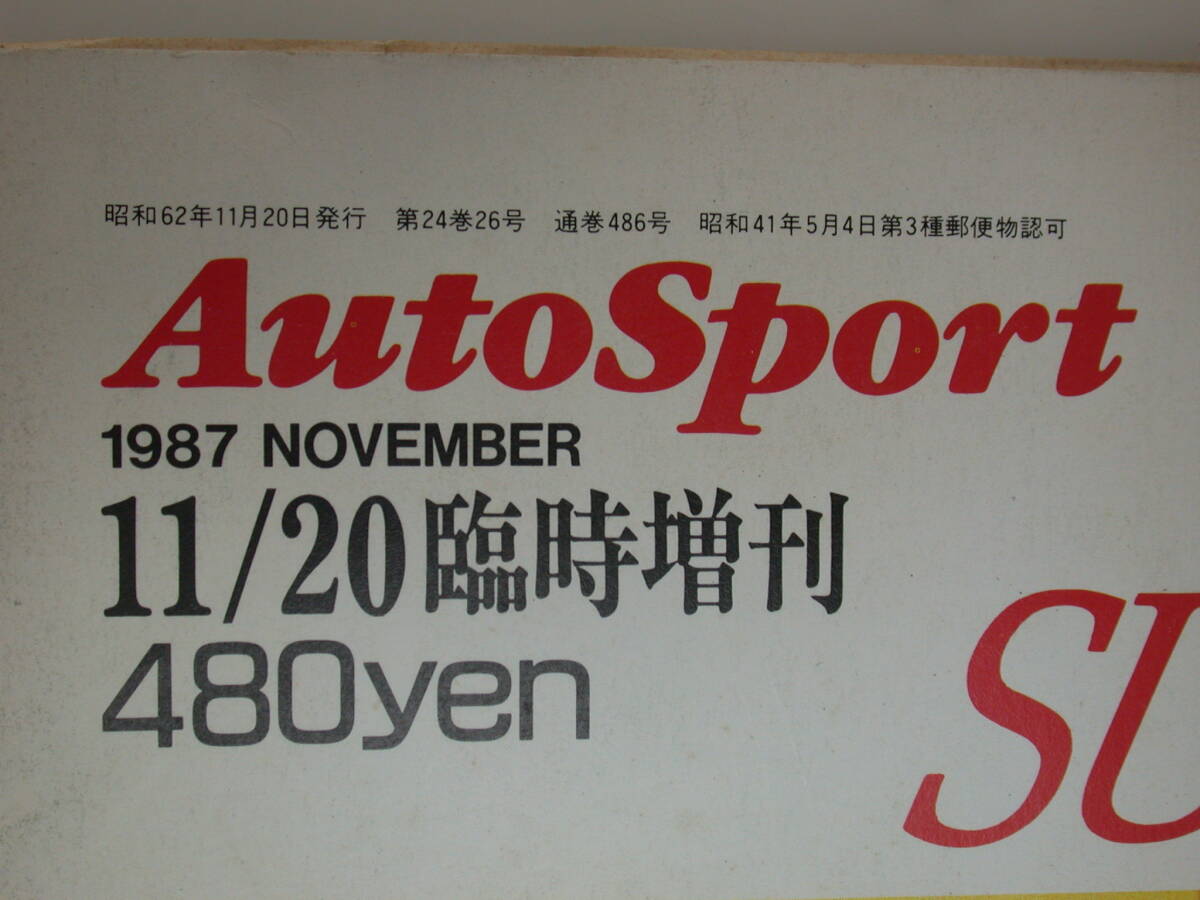 昭和62年11月20日発行　第24巻26号　通巻486号　昭和41年5月4日第3種郵便物認可
AutoSport
1987 NOVEMBER
11/20臨時増刊
480yen
SU